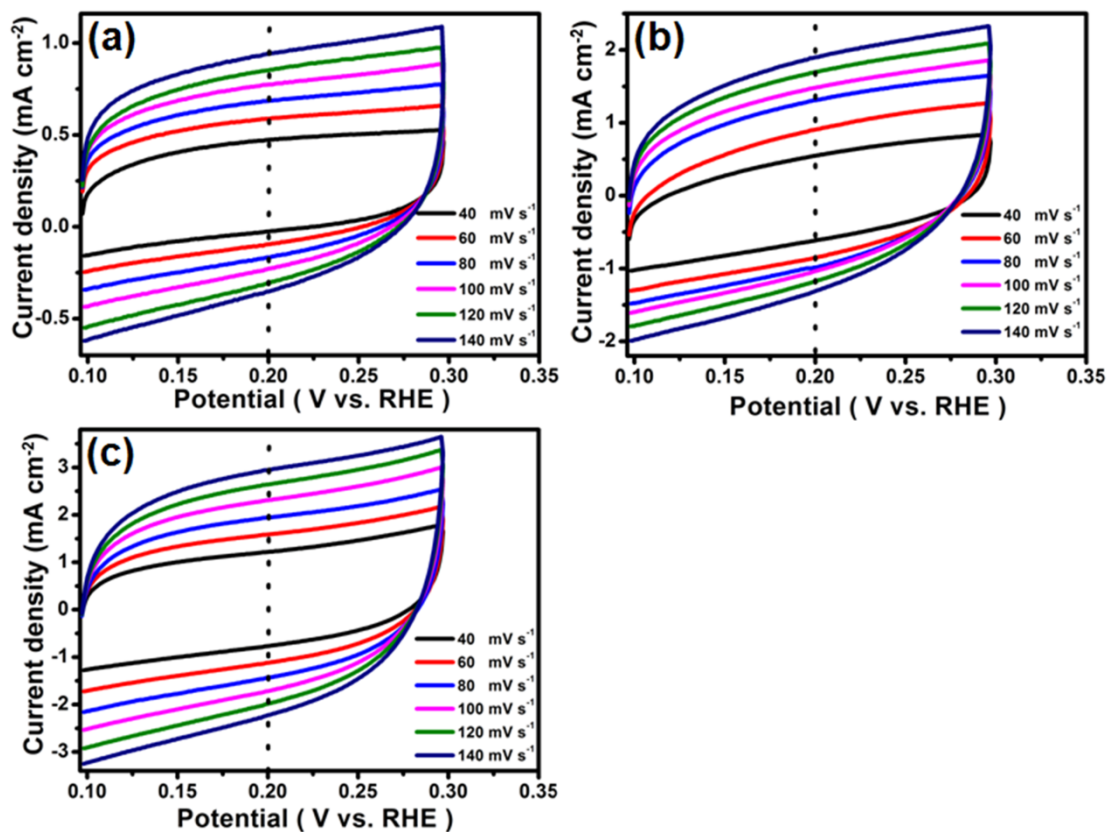 (a)
Current density (mA cm-2)
1.0
0.5
0.0
-0.5
40 mV s-1
60 mV s-1
80 mV s-1
100 mV s-1
120 mV s-1
140 mV s-1
0.10 0.15 0.20 0.25 0.30 0.35
Potential ( V vs. RHE )
(b)
Current density (mA cm-2)
2
1
0
-1
-2
40 mV s-1
60 mV s-1
80 mV s-1
100 mV s-1
120 mV s-1
140 mV s-1
0.10 0.15 0.20 0.25 0.30 0.35
Potential ( V vs. RHE )
(c)
Current density (mA cm-2)
3
2
1
0
-1
-2
-3
40 mV s-1
60 mV s-1
80 mV s-1
100 mV s-1
120 mV s-1
140 mV s-1
0.10 0.15 0.20 0.25 0.30 0.35
Potential ( V vs. RHE )